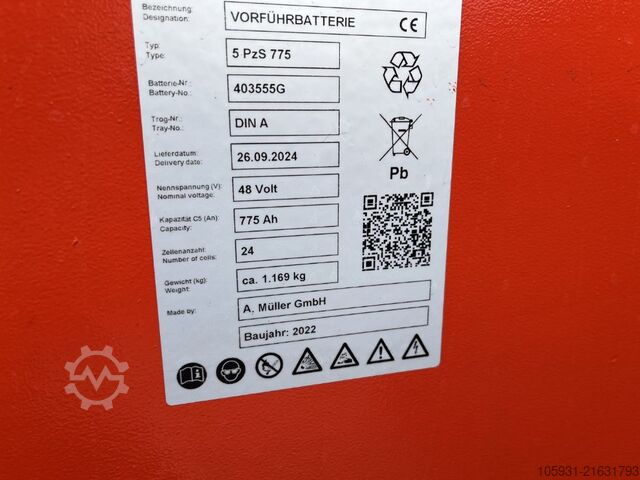 Bezeichnung:
Designation:
VORFÜHRBATTERIE
CE
Typ:
Type:
5 PzS 775
Batterie-Nr.:
Battery-No.:
403555G
Trog-Nr.:
Tray-No.:
DIN A
Lieferdatum:
Delivery date:
26.09.2024
Pb
Nennspannung (V):
Nominal voltage:
48 Volt
Kapazität C5 (Ah):
Capacity:
775 Ah
Zellenanzahl:
Number of cells:
24
Gewicht (kg):
Weight:
ca. 1.169 kg
Made by:
A. Müller GmbH
Baujahr: 2022
105931-21631793